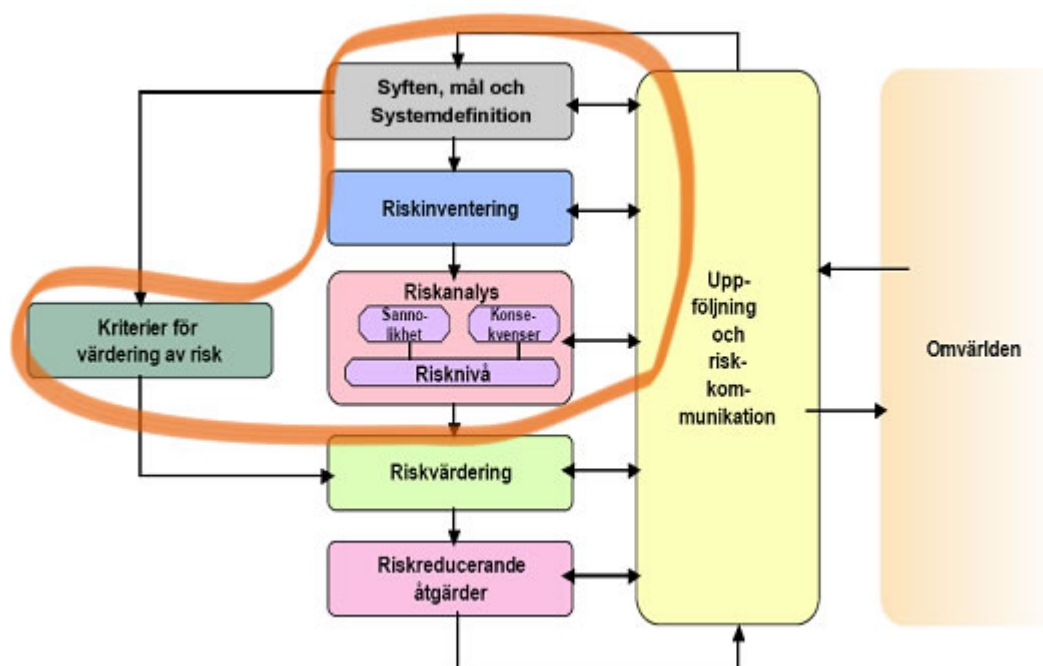 Syften, mål och
Systemdefinition
Riskinventering
Riskanalys
Sanno-
likhet
Konse-
kvenser
Risknivå
Kriterier för
värdering av risk
Riskvärdering
Riskreducerande
åtgärder
Upp-
följning
och
risk-
kom-
munikation
Omvärlden